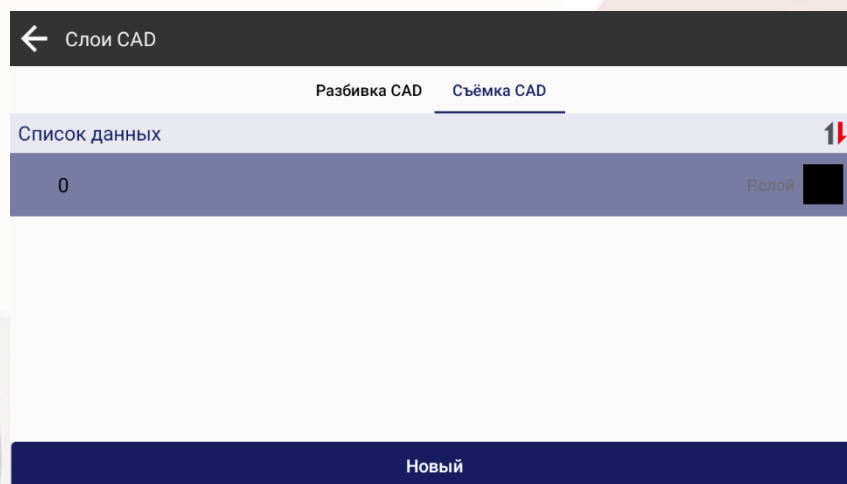 Слои CAD
Разбивка CAD Съёмка CAD
Список данных
0 Р.слой
Новый